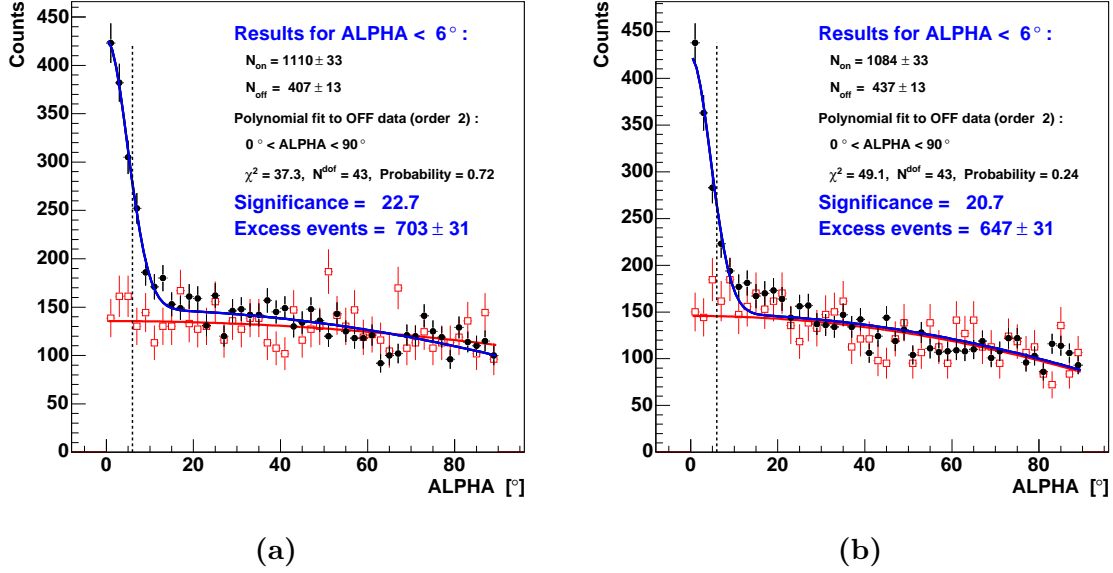 Counts
450
400
350
300
250
200
150
100
50
0
0 20 40 60 80
ALPHA [°]
Results for ALPHA < 6° :
N_on = 1110 ± 33
N_off = 407 ± 13
Polynomial fit to OFF data (order 2) :
0 ° < ALPHA < 90°
χ² = 37.3, N^dof = 43, Probability = 0.72
Significance = 22.7
Excess events = 703 ± 31
(a)
Counts
450
400
350
300
250
200
150
100
50
0
0 20 40 60 80
ALPHA [°]
Results for ALPHA < 6° :
N_on = 1084 ± 33
N_off = 437 ± 13
Polynomial fit to OFF data (order 2) :
0 ° < ALPHA < 90°
χ² = 49.1, N^dof = 43, Probability = 0.24
Significance = 20.7
Excess events = 647 ± 31
(b)